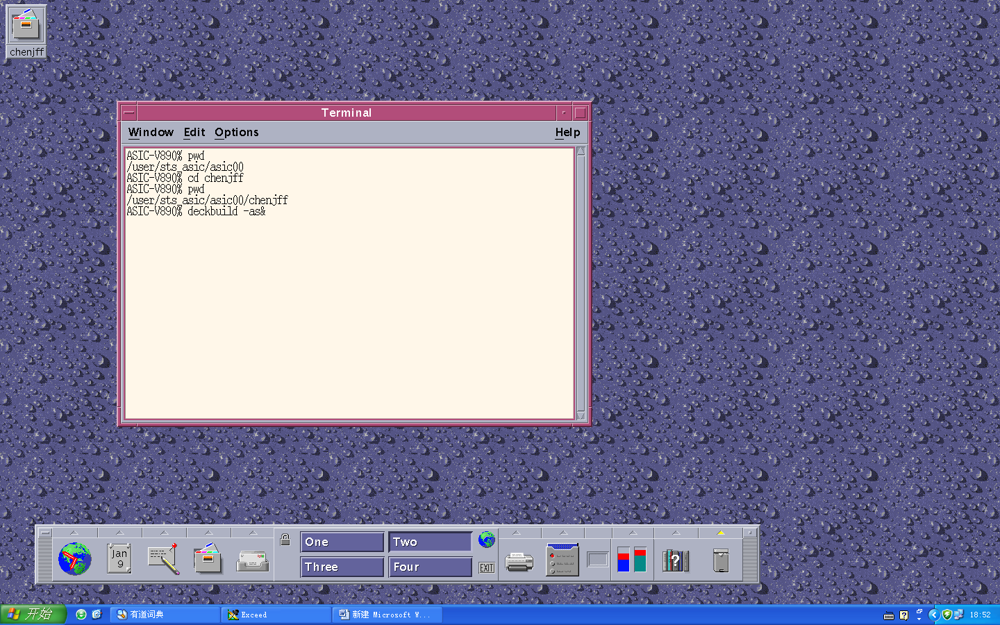 chenjff
Terminal
Window Edit Options Help
ASIC-V890% pwd
/user/sts_asic/asic00
ASIC-V890% cd chenjff
ASIC-V890% pwd
/user/sts_asic/asic00/chenjff
ASIC-V890% deckbuild -as&
Jan
9
One Two
Three Four
EXIT
开始 有道词典 Exceed 新建 Microsoft W... 18:52